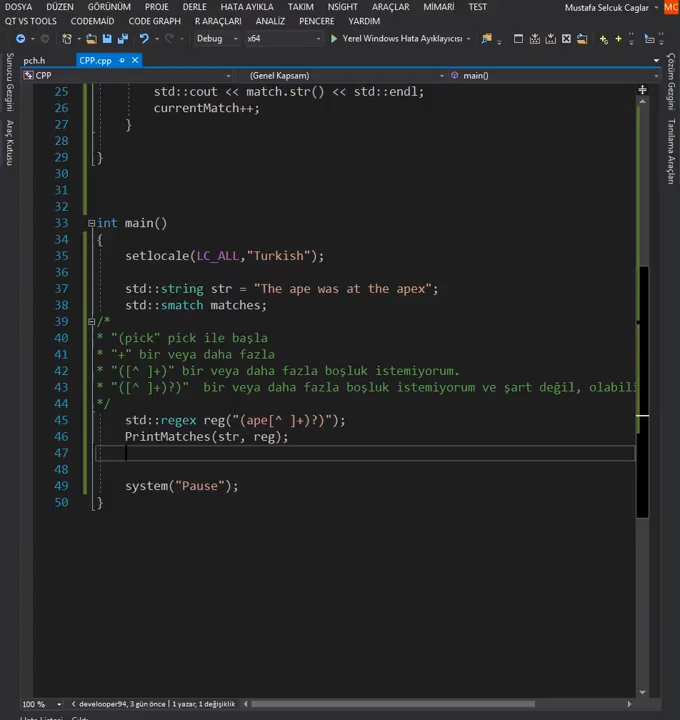 DOSYA DÜZEN GÖRÜNÜM PROJE DERLE HATA AYIKLA TAKIM NSIGHT ARAÇLAR MİMARİ TEST Mustafa Selcuk Caglar MC
QT VS TOOLS CODEMAID CODE GRAPH R ARAÇLARI ANALİZ PENCERE YARDIM
Debug x64 Yerel Windows Hata Ayıklayıcısı
pch.h CPP.cpp
CPP (Genel Kapsam) main()
Sunucu Gezgini
Araç Kutusu
Çözüm Gezgini
Tanılama Araçları
25 std::cout << match.str() << std::endl;
26 currentMatch++;
27 }
28
29 }
30
31
32
33 int main()
34 {
35 setlocale(LC_ALL,"Turkish");
36
37 std::string str = "The ape was at the apex";
38 std::smatch matches;
39 /*
40 * "(pick" pick ile başla
41 * "+" bir veya daha fazla
42 * "([^ ]+)" bir veya daha fazla boşluk istemiyorum.
43 * "([^ ]+)?)" bir veya daha fazla boşluk istemiyorum ve şart değil, olabili
44 */
45 std::regex reg("(ape[^ ]+)?)");
46 PrintMatches(str, reg);
47
48
49 system("Pause");
50 }
100 % develooper94, 3 gün önce | 1 yazar, 1 değişiklik